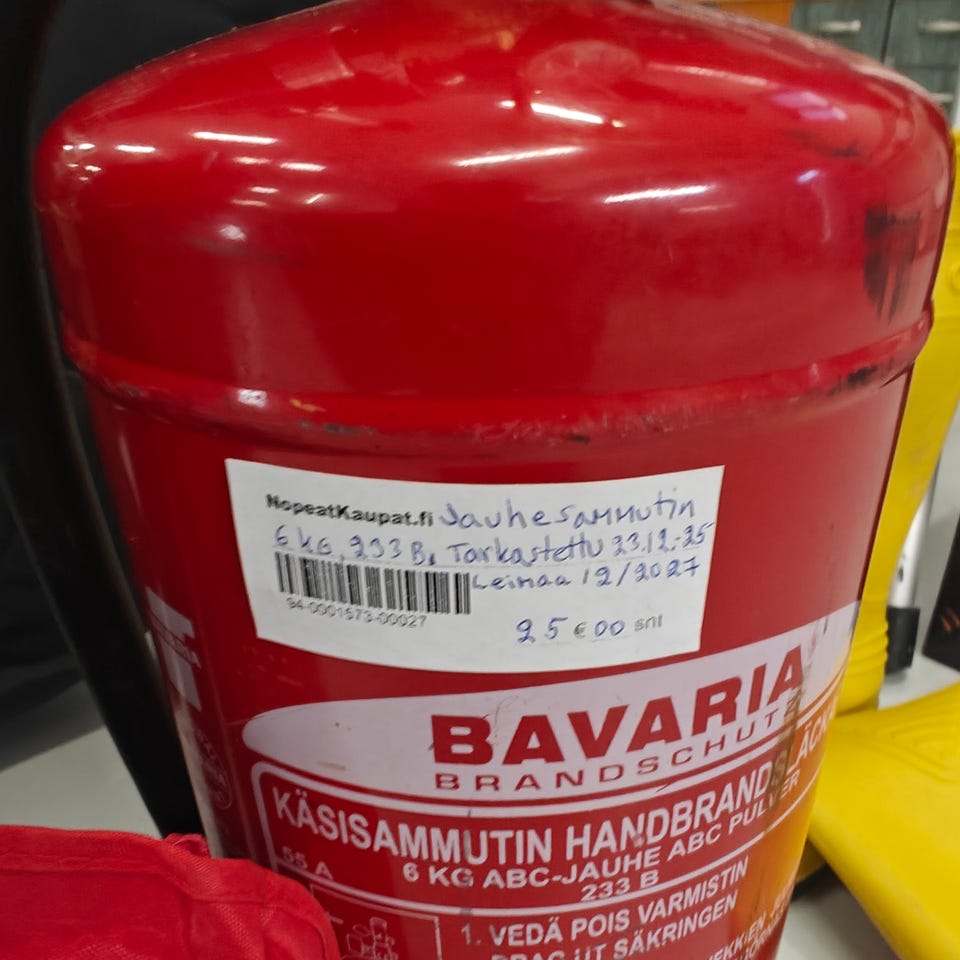 NopeatKaupat.fi Jauhesammutin
6 kg, 233 B, Tarkastettu 23.12.-25
Leimaa 12/2027
94-0001573-00027
25 € 00 snt
BAVARIA
BRANDSCHUTZ
KÄSISAMMUTIN HANDBRANDSLÄCK
6 KG ABC-JAUHE ABC PULVER
55 A
233 B
1. VEDÄ POIS VARMISTIN
DRAG UT SÄKRINGEN